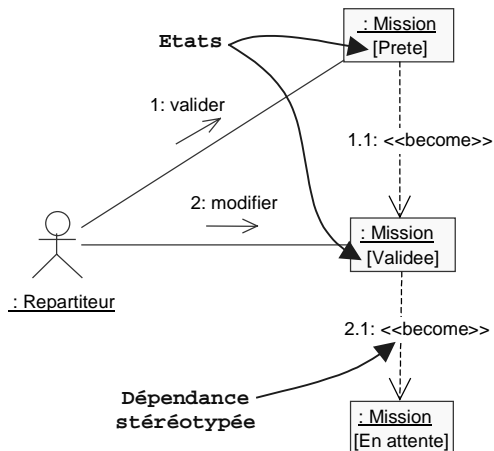 : Mission
[Prete]
Etats
1: valider
1.1: <<become>>
2: modifier
: Mission
[Validee]
: Repartiteur
2.1: <<become>>
Dépendance
stéréotypée
: Mission
[En attente]